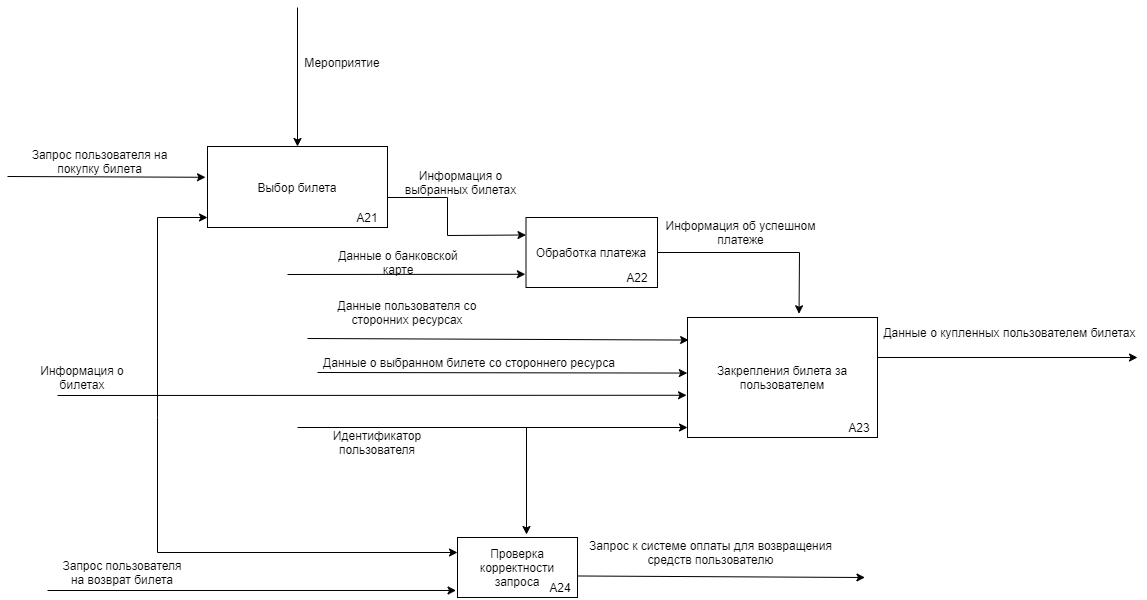 Мероприятие
Запрос пользователя на
покупку билета
Выбор билета
A21
Информация о
выбранных билетах
Данные о банковской
карте
Обработка платежа
A22
Информация об успешном
платеже
Данные пользователя со
сторонних ресурсах
Данные о выбранном билете со стороннего ресурса
Информация о
билетах
Идентификатор
пользователя
Закрепления билета за
пользователем
A23
Данные о купленных пользователем билетах
Запрос пользователя
на возврат билета
Проверка
корректности
запроса
A24
Запрос к системе оплаты для возвращения
средств пользователю